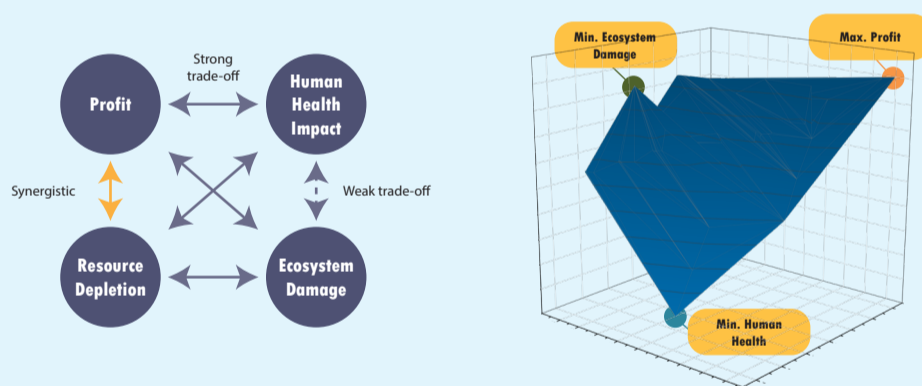 Strong
trade-off
Profit
Human
Health
Impact
Synergistic
Weak trade-off
Resource
Depletion
Ecosystem
Damage
Min. Ecosystem
Damage
Max. Profit
Min. Human
Health